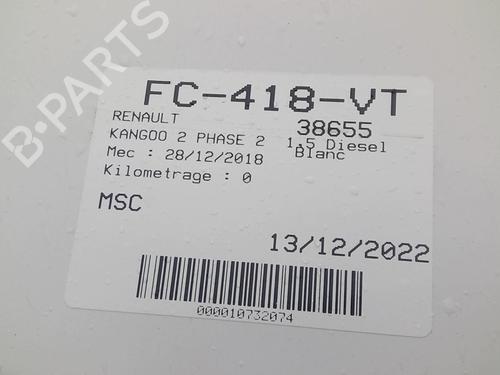 B-PARTS
FC-418-VT
RENAULT 38655
KANGOO 2 PHASE 2 1.5 Diesel
Mec : 28/12/2018 Blanc
Kilometrage : 0
MSC
13/12/2022
000010732074